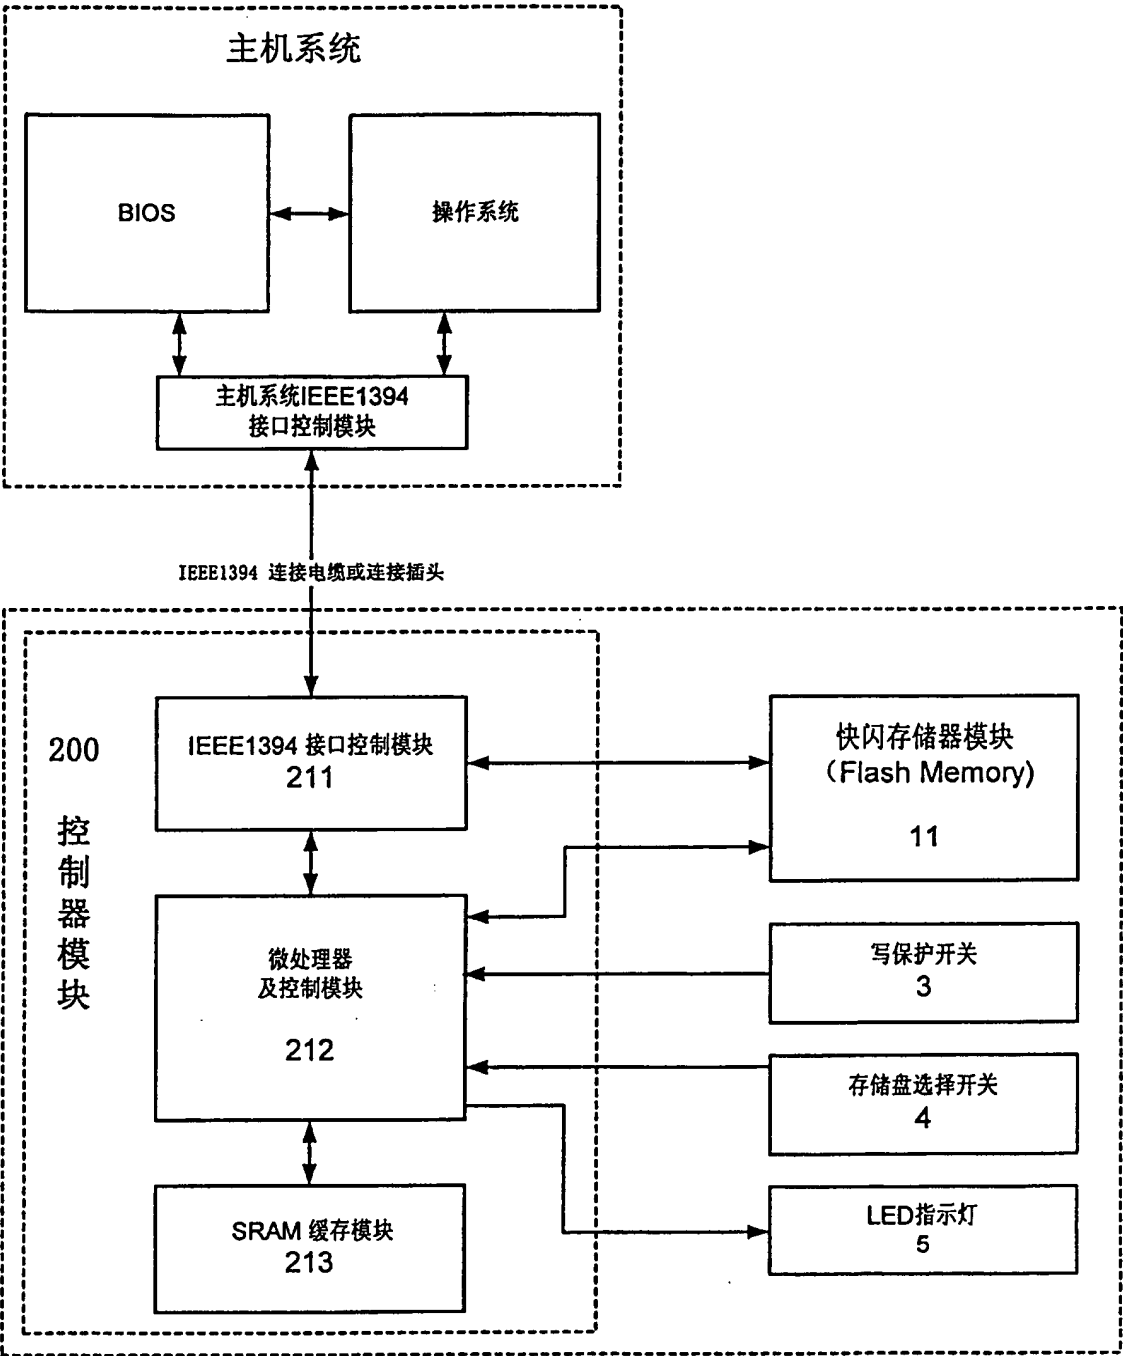 主机系统
BIOS
操作系统
主机系统IEEE1394
接口控制模块
IEEE1394 连接电缆或连接插头
200
控制器模块
IEEE1394 接口控制模块
211
微处理器
及控制模块
212
SRAM 缓存模块
213
快闪存储器模块
（Flash Memory)
11
写保护开关
3
存储盘选择开关
4
LED指示灯
5